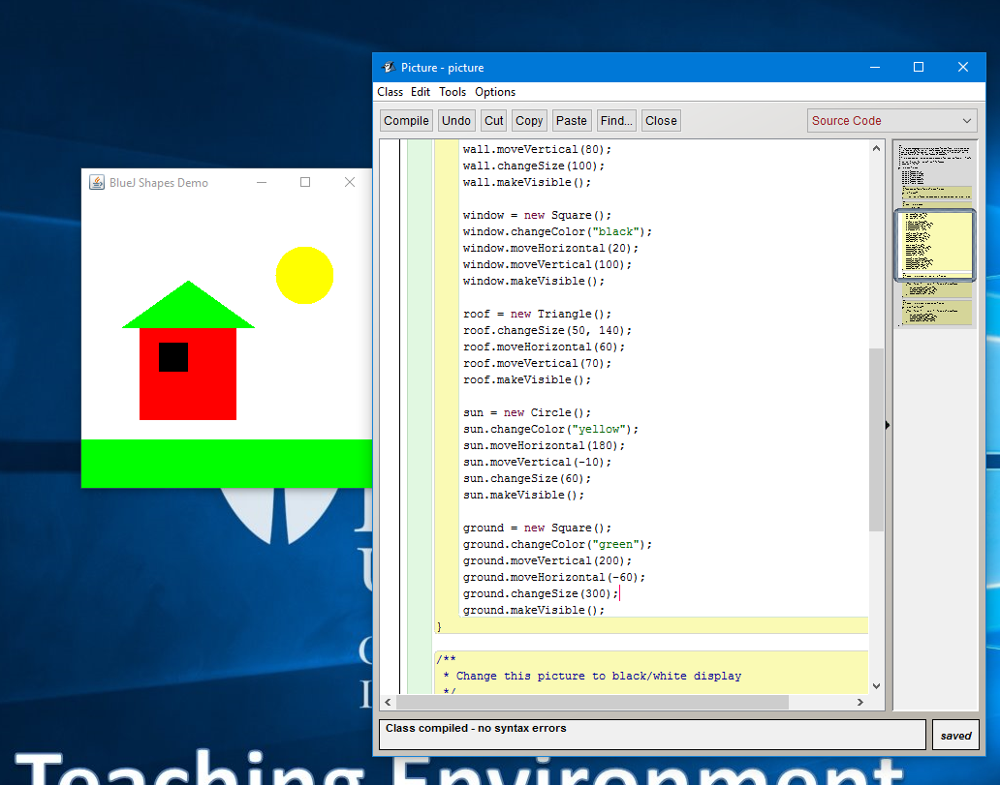 BlueJ Shapes Demo
Picture - picture
Class Edit Tools Options
Compile Undo Cut Copy Paste Find... Close Source Code
wall.moveVertical(80);
wall.changeSize(100);
wall.makeVisible();
window = new Square();
window.changeColor("black");
window.moveHorizontal(20);
window.moveVertical(100);
window.makeVisible();
roof = new Triangle();
roof.changeSize(50, 140);
roof.moveHorizontal(60);
roof.moveVertical(70);
roof.makeVisible();
sun = new Circle();
sun.changeColor("yellow");
sun.moveHorizontal(180);
sun.moveVertical(-10);
sun.changeSize(60);
sun.makeVisible();
ground = new Square();
ground.changeColor("green");
ground.moveVertical(200);
ground.moveHorizontal(-60);
ground.changeSize(300);
ground.makeVisible();
}
/**
* Change this picture to black/white display
*/
Class compiled - no syntax errors
saved
Teaching Environment